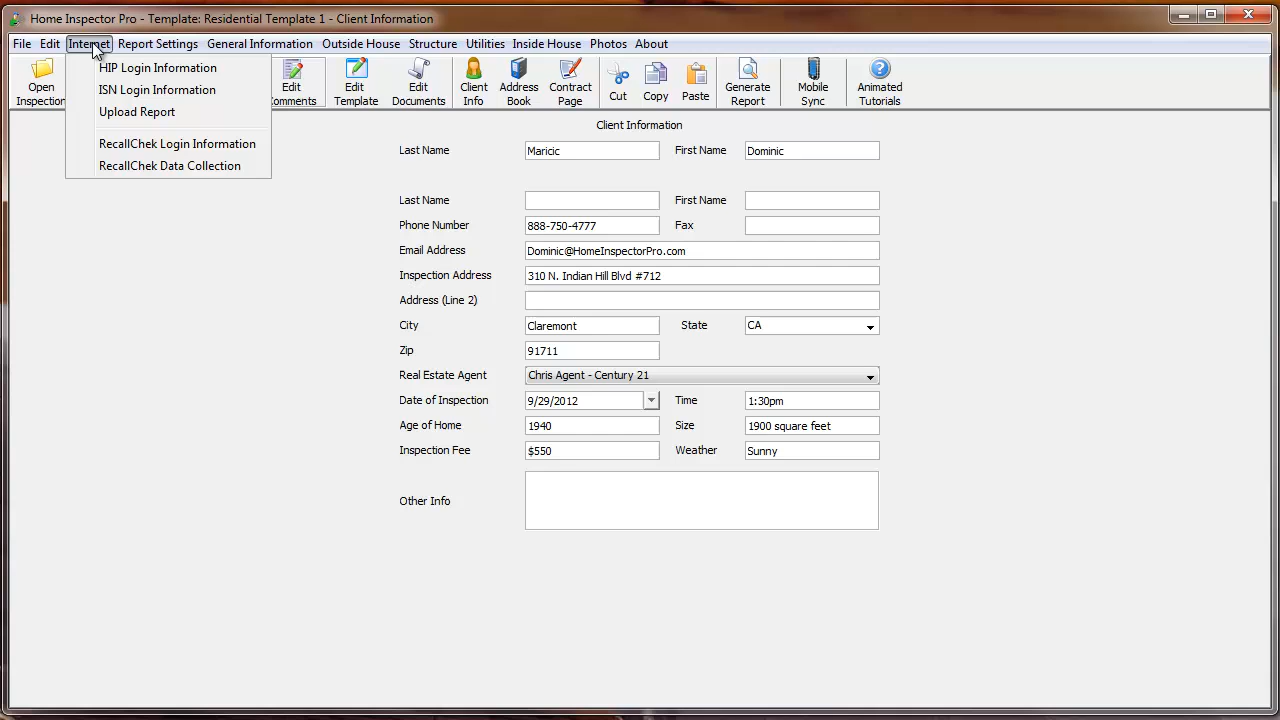 Home Inspector Pro - Template: Residential Template 1 - Client Information
File Edit Internet Report Settings General Information Outside House Structure Utilities Inside House Photos About
Open Inspection
Edit Comments
Edit Template
Edit Documents
Client Info
Address Book
Contract Page
Cut
Copy
Paste
Generate Report
Mobile Sync
Animated Tutorials
HIP Login Information
ISN Login Information
Upload Report
RecallChek Login Information
RecallChek Data Collection
Client Information
Last Name Maricic First Name Dominic
Last Name First Name
Phone Number 888-750-4777 Fax
Email Address Dominic@HomeInspectorPro.com
Inspection Address 310 N. Indian Hill Blvd #712
Address (Line 2)
City Claremont State CA
Zip 91711
Real Estate Agent Chris Agent - Century 21
Date of Inspection 9/29/2012 Time 1:30pm
Age of Home 1940 Size 1900 square feet
Inspection Fee $550 Weather Sunny
Other Info